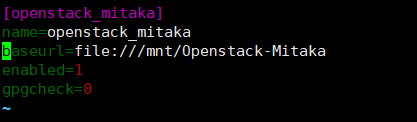 [openstack_mitaka]
name=openstack_mitaka
baseurl=file:///mnt/Openstack-Mitaka
enabled=1
gpgcheck=0
~